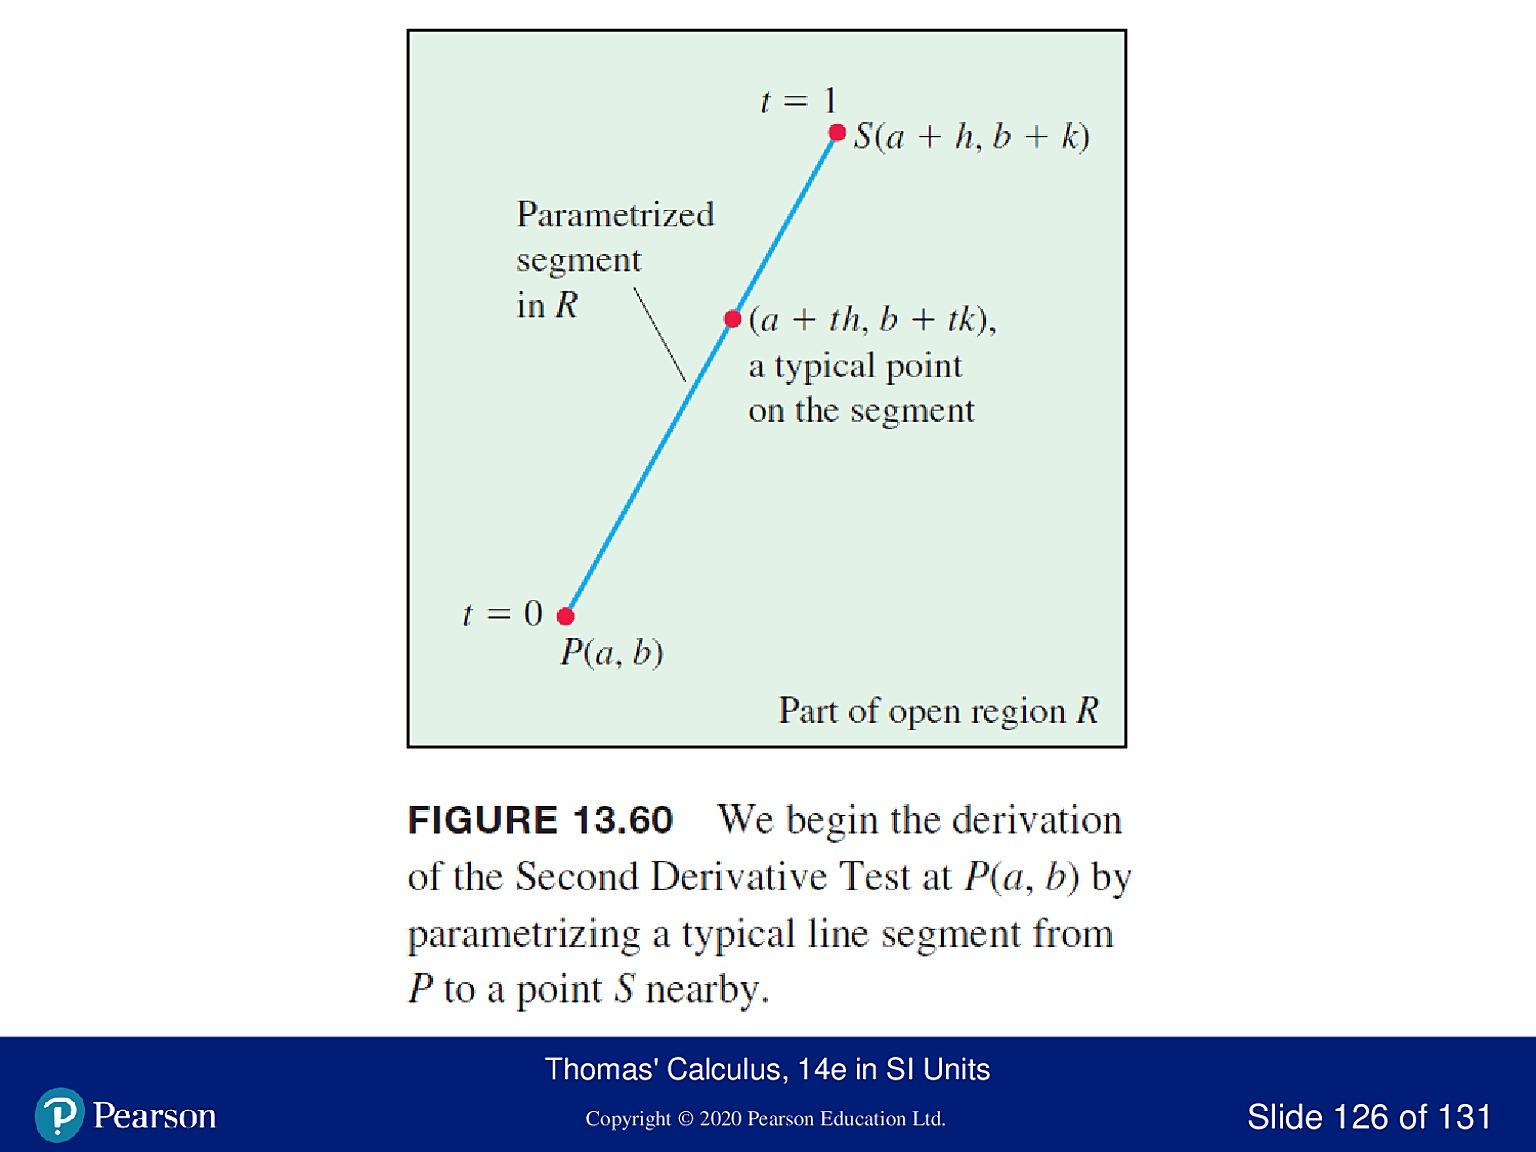 t = 1
S(a + h, b + k)
Parametrized
segment
in R
(a + th, b + tk),
a typical point
on the segment
t = 0
P(a, b)
Part of open region R
FIGURE 13.60 We begin the derivation
of the Second Derivative Test at P(a, b) by
parametrizing a typical line segment from
P to a point S nearby.
Thomas' Calculus, 14e in SI Units
Pearson
Copyright © 2020 Pearson Education Ltd.
Slide 126 of 131